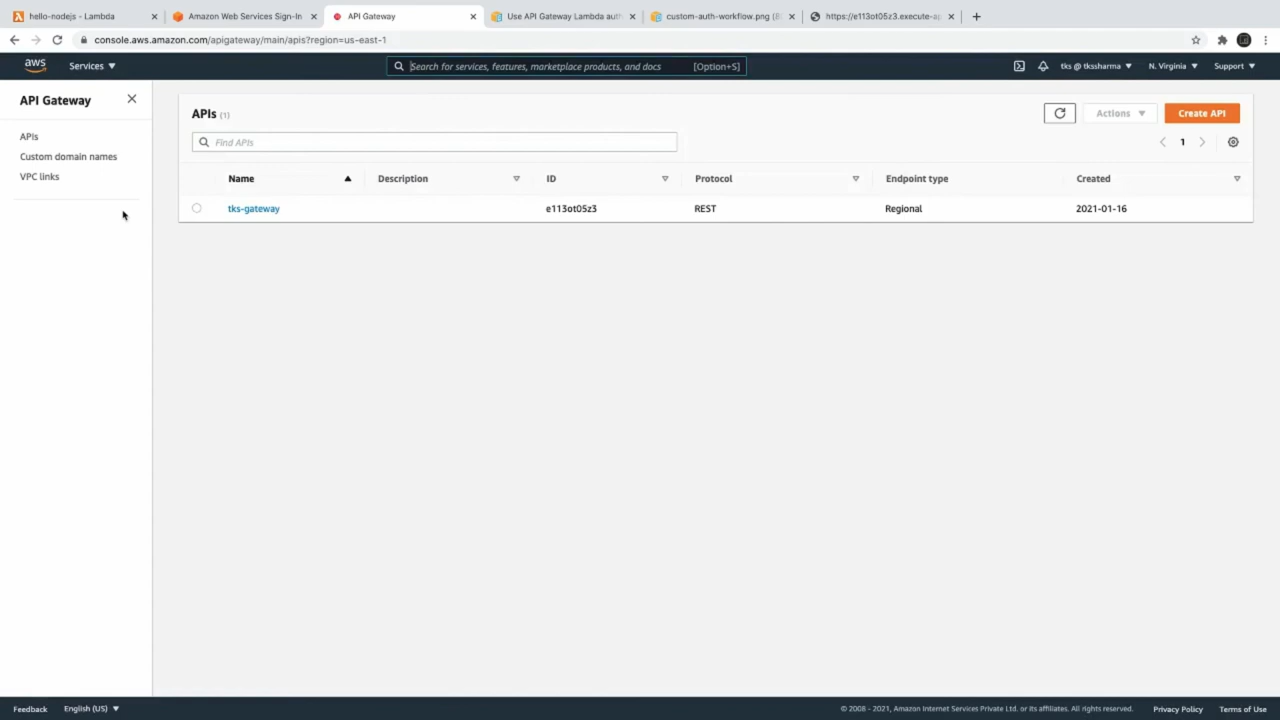 hello-nodejs - Lambda
Amazon Web Services Sign-In
API Gateway
Use API Gateway Lambda auth
custom-auth-workflow.png (8
https://e113ot05z3.execute-ap
console.aws.amazon.com/apigateway/main/apis?region=us-east-1
aws
Services
Search for services, features, marketplace products, and docs
[Option+S]
tks @ tkssharma
N. Virginia
Support
API Gateway
APIs
Custom domain names
VPC links
APIs (1)
Actions
Create API
Find APIs
1
Name
Description
ID
Protocol
Endpoint type
Created
tks-gateway
e113ot05z3
REST
Regional
2021-01-16
Feedback
English (US)
© 2008 - 2021, Amazon Internet Services Private Ltd. or its affiliates. All rights reserved.
Privacy Policy
Terms of Use